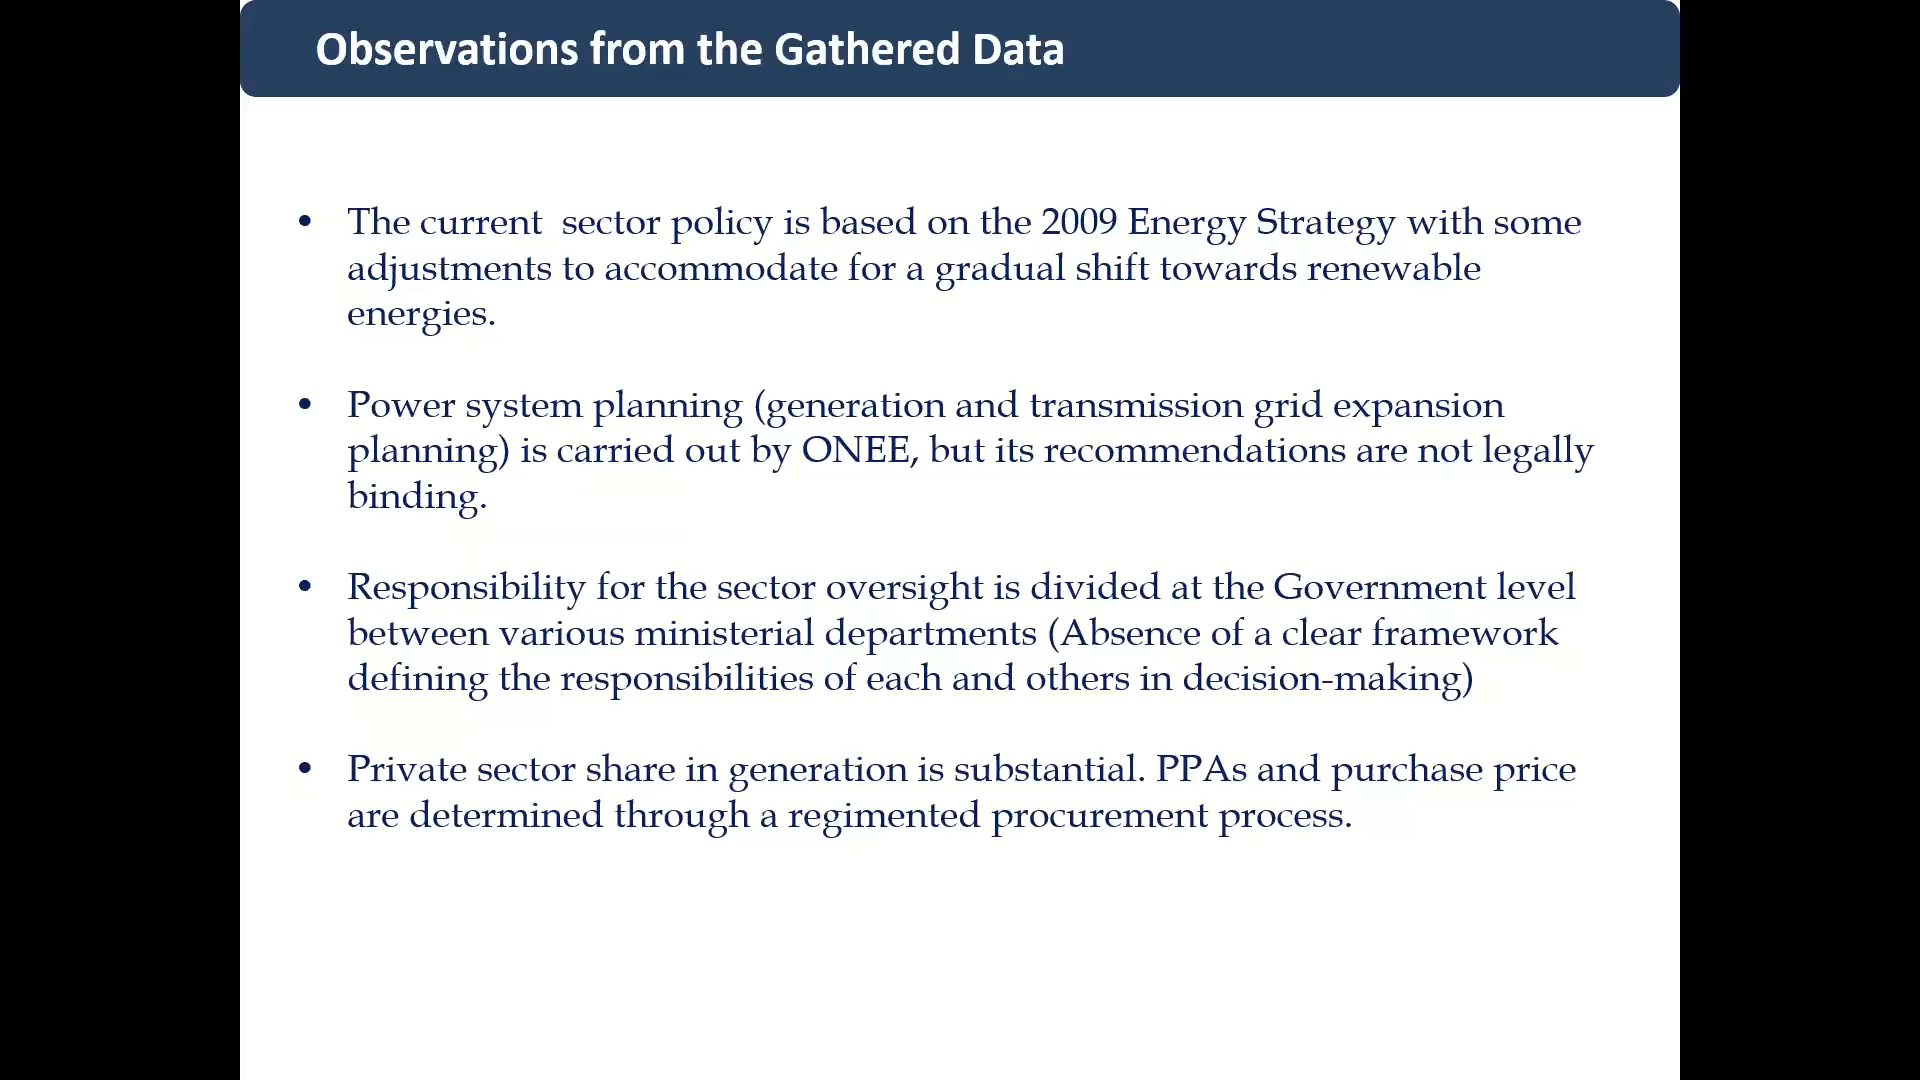 Observations from the Gathered Data
• The current  sector policy is based on the 2009 Energy Strategy with some
adjustments to accommodate for a gradual shift towards renewable
energies.
• Power system planning (generation and transmission grid expansion
planning) is carried out by ONEE, but its recommendations are not legally
binding.
• Responsibility for the sector oversight is divided at the Government level
between various ministerial departments (Absence of a clear framework
defining the responsibilities of each and others in decision-making)
• Private sector share in generation is substantial. PPAs and purchase price
are determined through a regimented procurement process.